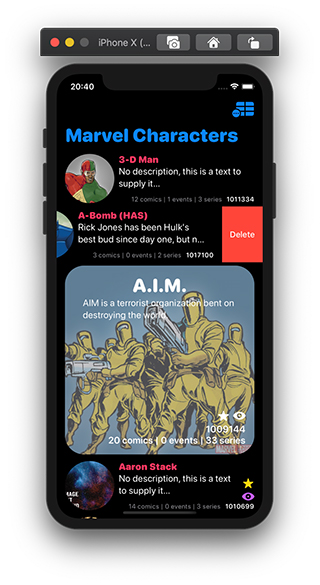 iPhone X (...
20:40
Marvel Characters
3-D Man
No description, this is a text to
supply it...
12 comics | 1 events | 3 series 1011334
A-Bomb (HAS)
Rick Jones has been Hulk's
best bud since day one, but n...
3 comics | 0 events | 2 series 1017100
Delete
A.I.M.
AIM is a terrorist organization bent on
destroying the world.
1009144
20 comics | 0 events | 33 series
Aaron Stack
No description, this is a text
to supply it...
14 comics | 0 events | 3 series 1010699